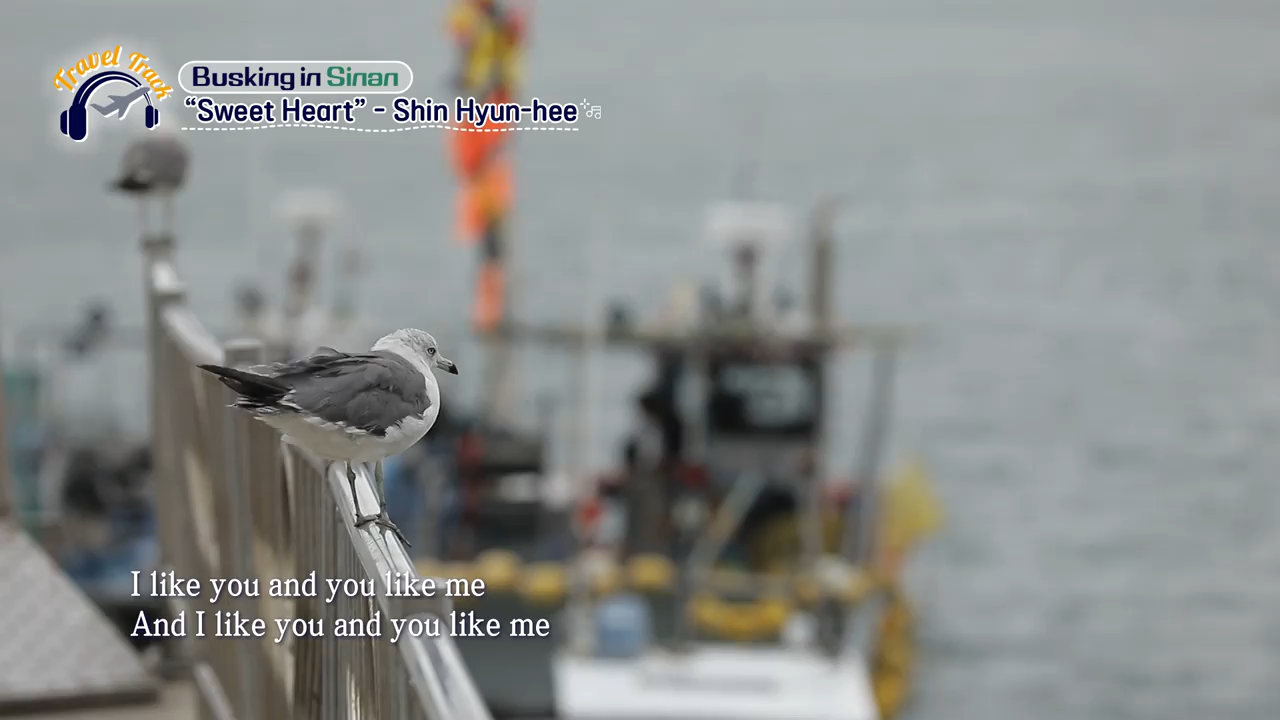 Travel Track
Busking in Sinan
“Sweet Heart” - Shin Hyun-hee
I like you and you like me
And I like you and you like me